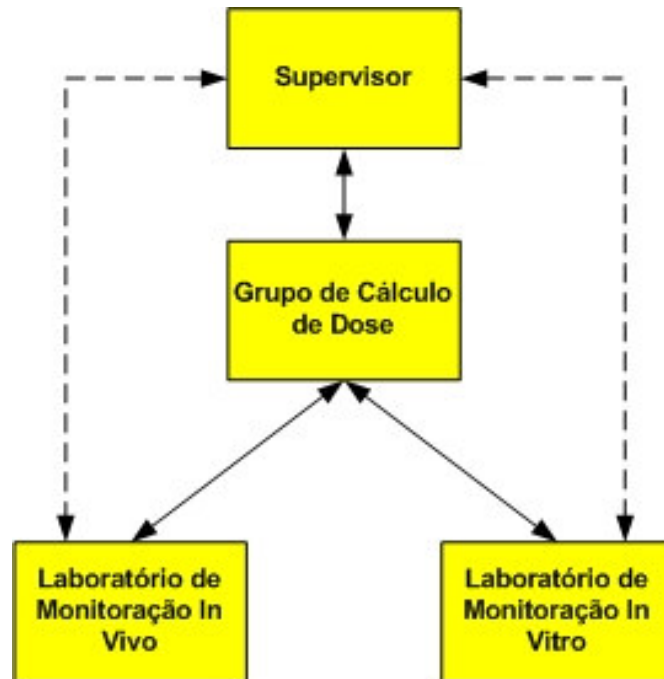 Supervisor
Grupo de Cálculo
de Dose
Laboratório de
Monitoração In
Vivo
Laboratório de
Monitoração In
Vitro